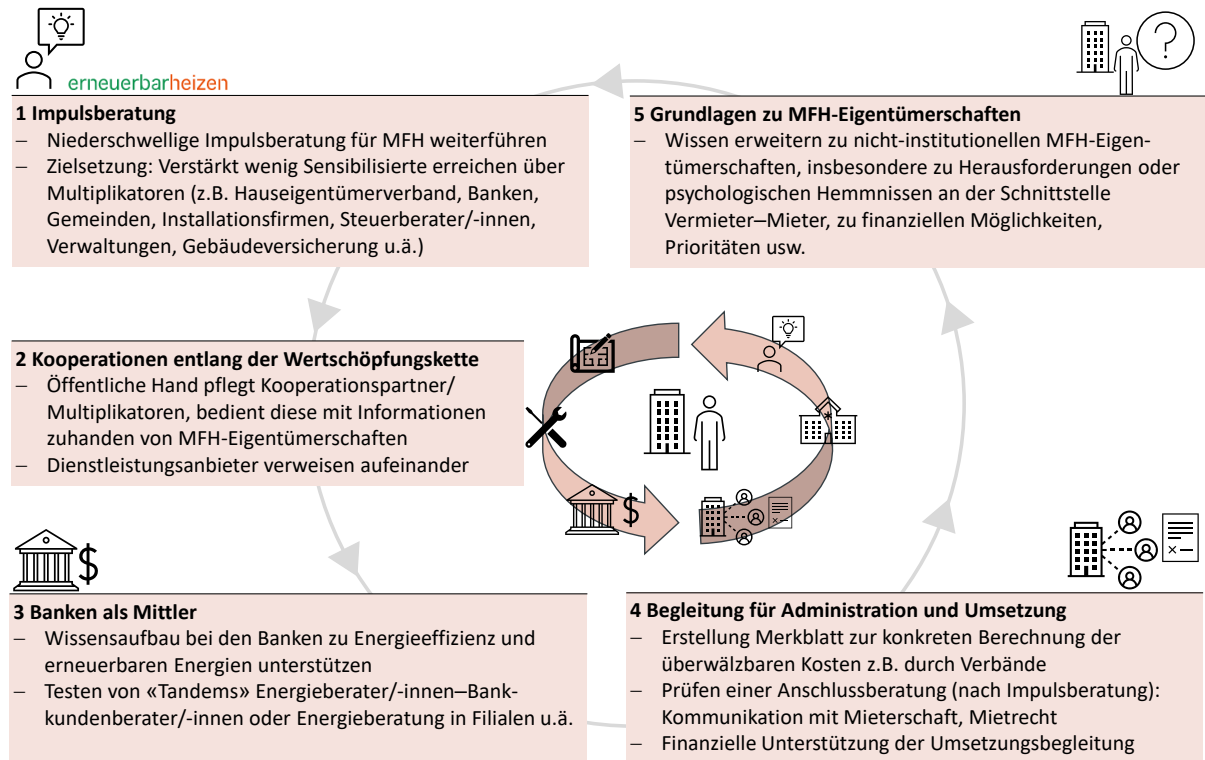 erneuerbarheizen
1 Impulsberatung
– Niederschwellige Impulsberatung für MFH weiterführen
– Zielsetzung: Verstärkt wenig Sensibilisierte erreichen über
Multiplikatoren (z.B. Hauseigentümerverband, Banken,
Gemeinden, Installationsfirmen, Steuerberater/-innen,
Verwaltungen, Gebäudeversicherung u.ä.)
5 Grundlagen zu MFH-Eigentümerschaften
– Wissen erweitern zu nicht-institutionellen MFH-Eigen-
tümerschaften, insbesondere zu Herausforderungen oder
psychologischen Hemmnissen an der Schnittstelle
Vermieter–Mieter, zu finanziellen Möglichkeiten,
Prioritäten usw.
2 Kooperationen entlang der Wertschöpfungskette
– Öffentliche Hand pflegt Kooperationspartner/
Multiplikatoren, bedient diese mit Informationen
zuhanden von MFH-Eigentümerschaften
– Dienstleistungsanbieter verweisen aufeinander
3 Banken als Mittler
– Wissensaufbau bei den Banken zu Energieeffizienz und
erneuerbaren Energien unterstützen
– Testen von «Tandems» Energieberater/-innen–Bank-
kundenberater/-innen oder Energieberatung in Filialen u.ä.
4 Begleitung für Administration und Umsetzung
– Erstellung Merkblatt zur konkreten Berechnung der
überwälzbaren Kosten z.B. durch Verbände
– Prüfen einer Anschlussberatung (nach Impulsberatung):
Kommunikation mit Mieterschaft, Mietrecht
– Finanzielle Unterstützung der Umsetzungsbegleitung